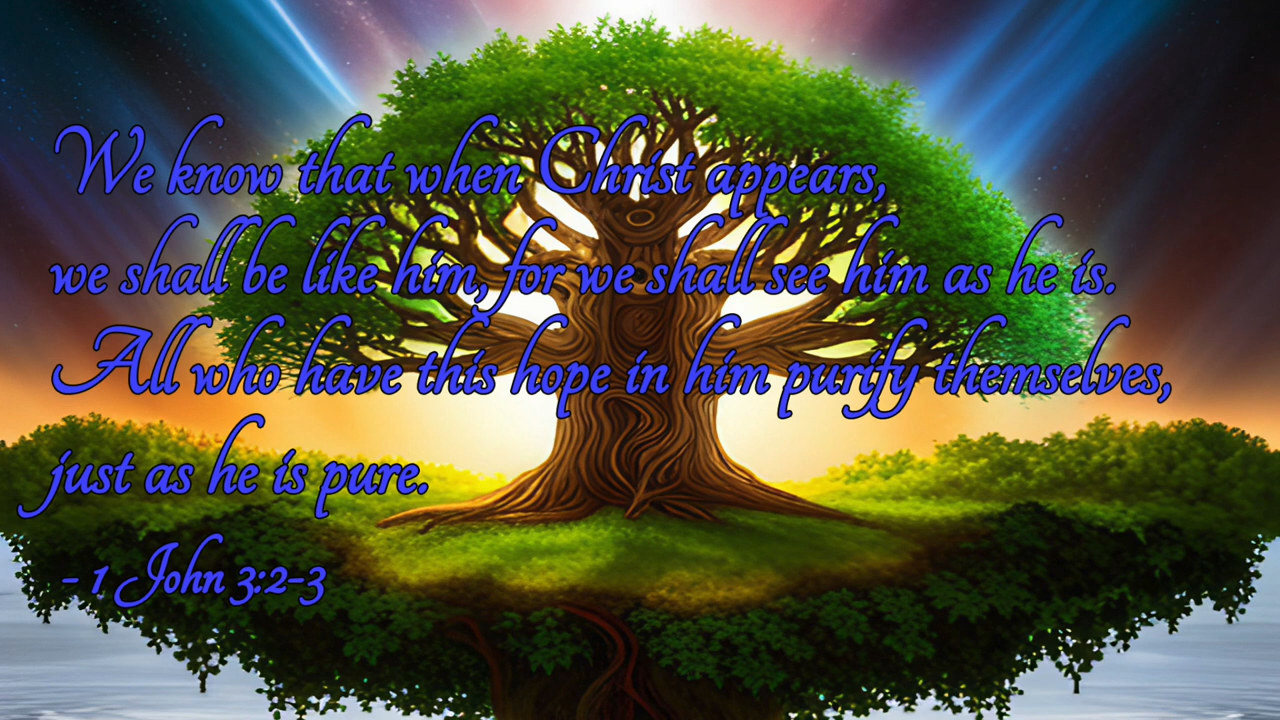 We know that when Christ appears,
we shall be like him, for we shall see him as he is.
All who have this hope in him purify themselves,
just as he is pure.
- 1 John 3:2-3